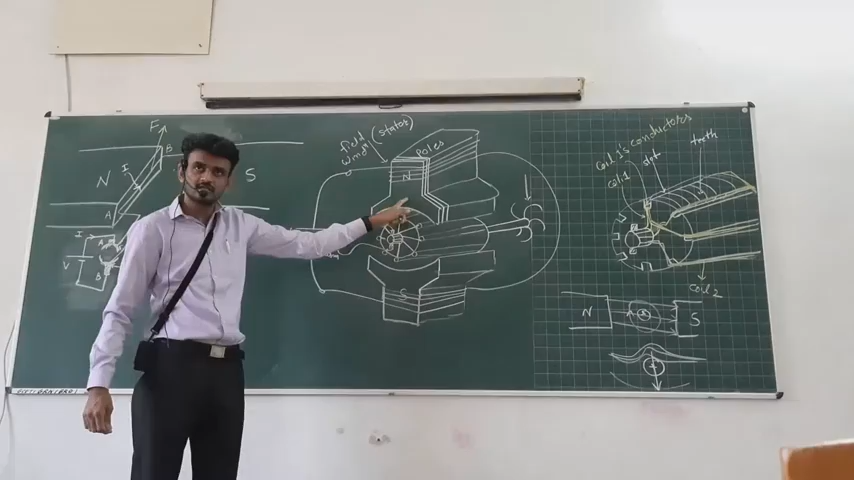 F
B
I
N
S
A
I
V
B
field (stator)
wndg
Poles
N
S
Coil 1's conductors
slot
teeth
Coil 1
Coil 2
N
A
S